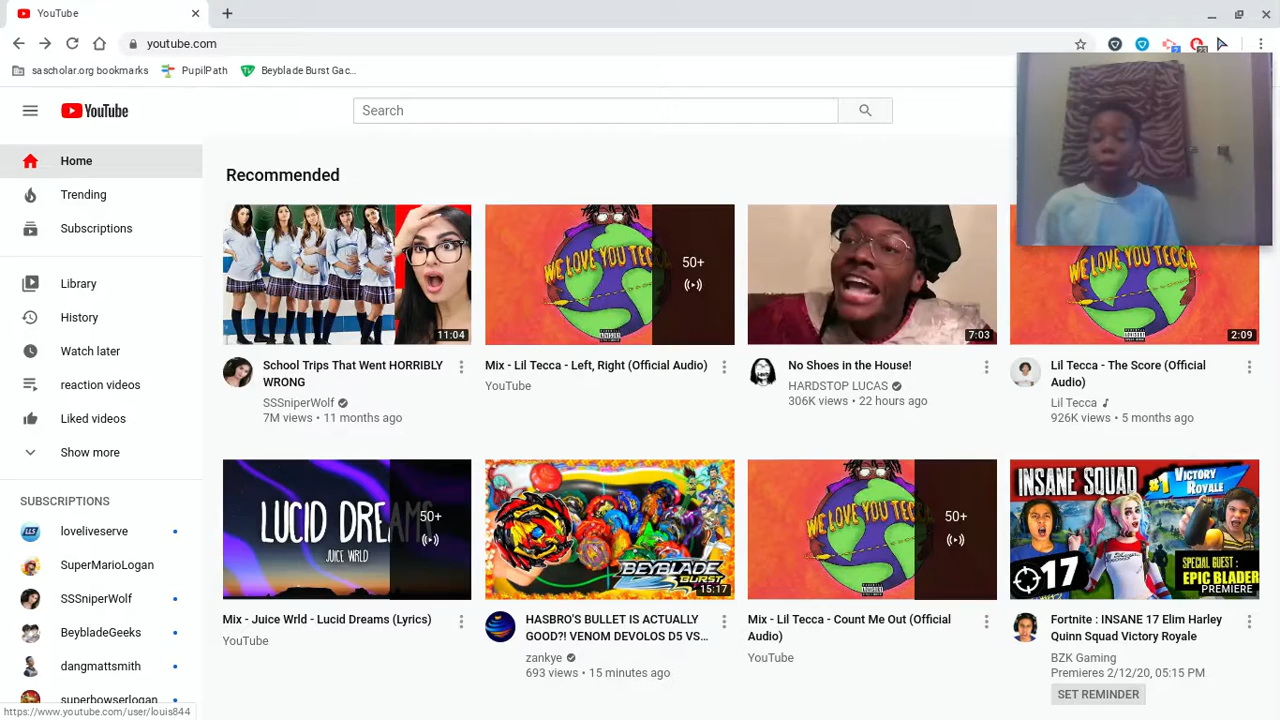 YouTube
youtube.com
sascholar.org bookmarks
PupilPath
Beyblade Burst Gac...
YouTube
Search
Home
Trending
Subscriptions
Library
History
Watch later
reaction videos
Liked videos
Show more
SUBSCRIPTIONS
loveliveserve
SuperMarioLogan
SSSniperWolf
BeybladeGeeks
dangmattsmith
superbowserlogan
https://www.youtube.com/user/louis844
Recommended
11:04
School Trips That Went HORRIBLY
WRONG
SSSniperWolf
7M views • 11 months ago
WE LOVE YOU TECCA
50+
Mix - Lil Tecca - Left, Right (Official Audio)
YouTube
7:03
No Shoes in the House!
HARDSTOP LUCAS
306K views • 22 hours ago
WE LOVE YOU TECCA
2:09
Lil Tecca - The Score (Official
Audio)
Lil Tecca
926K views • 5 months ago
LUCID DREAMS
JUICE WRLD
50+
Mix - Juice Wrld - Lucid Dreams (Lyrics)
YouTube
BEYBLADE
BURST
15:17
HASBRO'S BULLET IS ACTUALLY
GOOD?! VENOM DEVOLOS D5 VS...
zankye
693 views • 15 minutes ago
WE LOVE YOU TECCA
50+
Mix - Lil Tecca - Count Me Out (Official
Audio)
YouTube
INSANE SQUAD
#1 VICTORY
ROYALE
17
SPECIAL GUEST :
EPIC BLADER
PREMIERE
Fortnite : INSANE 17 Elim Harley
Quinn Squad Victory Royale
BZK Gaming
Premieres 2/12/20, 05:15 PM
SET REMINDER